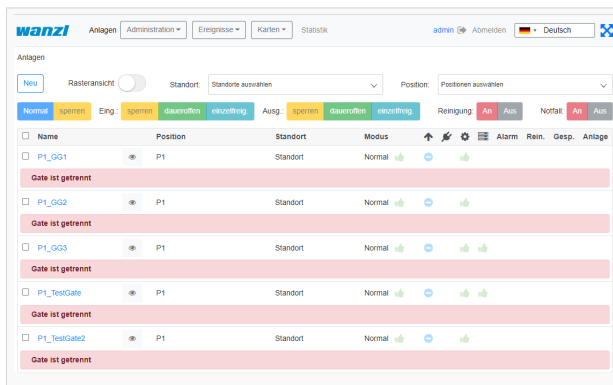 wanzl Anlagen Administration Ereignisse Karten Statistik admin Abmelden Deutsch
Anlagen
Neu Rasteransicht Standort: Standorte auswählen Position: Positionen auswählen
Normal sperren Eing.: sperren daueroffen einzelfreig. Ausg.: sperren daueroffen einzelfreig. Reinigung: An Aus Notfall: An Aus
Name Position Standort Modus Alarm Rein. Gesp. Anlage
P1_GG1 P1 Standort Normal
Gate ist getrennt
P1_GG2 P1 Standort Normal
Gate ist getrennt
P1_GG3 P1 Standort Normal
Gate ist getrennt
P1_TestGate P1 Standort Normal
Gate ist getrennt
P1_TestGate2 P1 Standort Normal
Gate ist getrennt